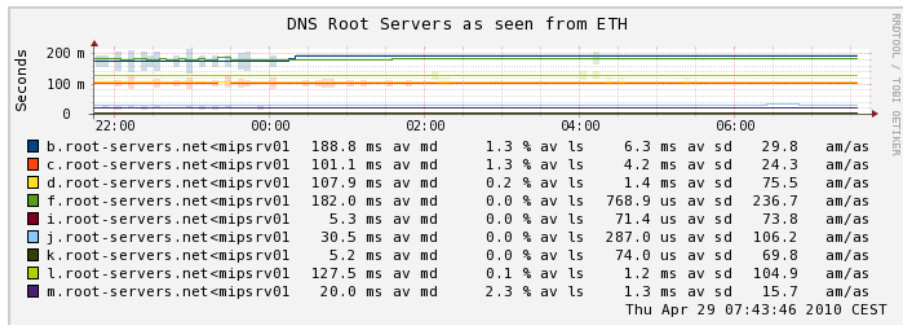 DNS Root Servers as seen from ETH
RRDTOOL / TOBI OETIKER
Seconds
200 m
100 m
0
22:00 00:00 02:00 04:00 06:00
b.root-servers.net<mipsrv01 188.8 ms av md 1.3 % av ls 6.3 ms av sd 29.8 am/as
c.root-servers.net<mipsrv01 101.1 ms av md 1.3 % av ls 4.2 ms av sd 24.3 am/as
d.root-servers.net<mipsrv01 107.9 ms av md 0.2 % av ls 1.4 ms av sd 75.5 am/as
f.root-servers.net<mipsrv01 182.0 ms av md 0.0 % av ls 768.9 us av sd 236.7 am/as
i.root-servers.net<mipsrv01 5.3 ms av md 0.0 % av ls 71.4 us av sd 73.8 am/as
j.root-servers.net<mipsrv01 30.5 ms av md 0.0 % av ls 287.0 us av sd 106.2 am/as
k.root-servers.net<mipsrv01 5.2 ms av md 0.0 % av ls 74.0 us av sd 69.8 am/as
l.root-servers.net<mipsrv01 127.5 ms av md 0.1 % av ls 1.2 ms av sd 104.9 am/as
m.root-servers.net<mipsrv01 20.0 ms av md 2.3 % av ls 1.3 ms av sd 15.7 am/as
Thu Apr 29 07:43:46 2010 CEST